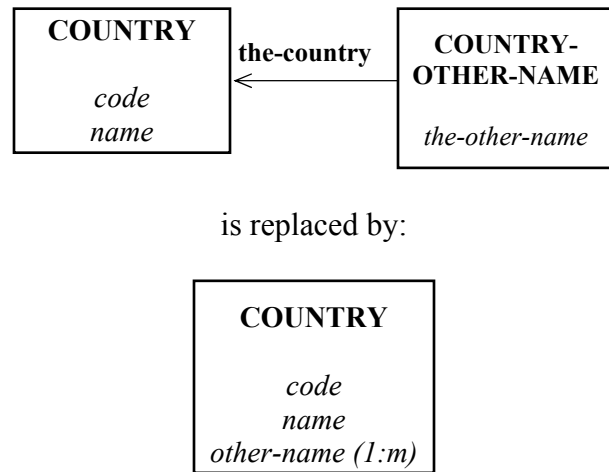 COUNTRY
code
name
the-country
COUNTRY-
OTHER-NAME
the-other-name
is replaced by:
COUNTRY
code
name
other-name (1:m)